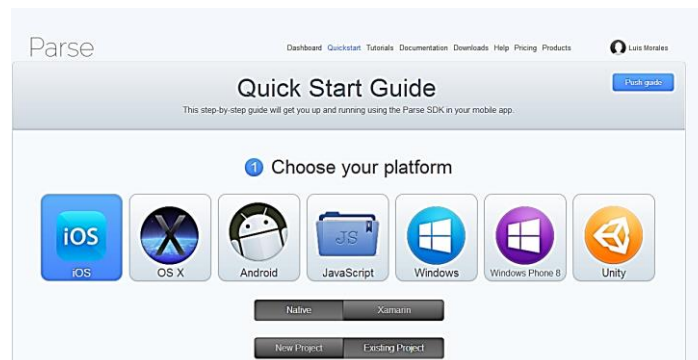 Parse
Dashboard Quickstart Tutorials Documentation Downloads Help Pricing Products
Luis Morales
Quick Start Guide
Push guide
This step-by-step guide will get you up and running using the Parse SDK in your mobile app.
1 Choose your platform
iOS
X
JS
iOS
OS X
Android
JavaScript
Windows
Windows Phone 8
Unity
Native
Xamarin
New Project
Existing Project